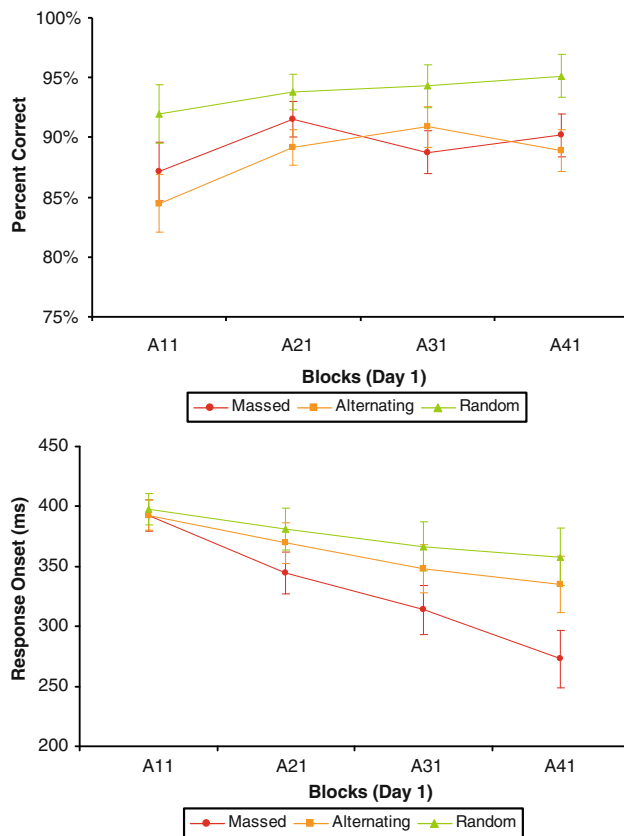 100%
95%
90%
85%
80%
75%
Percent Correct
A11 A21 A31 A41
Blocks (Day 1)
Massed Alternating Random
450
400
350
300
250
200
Response Onset (ms)
A11 A21 A31 A41
Blocks (Day 1)
Massed Alternating Random